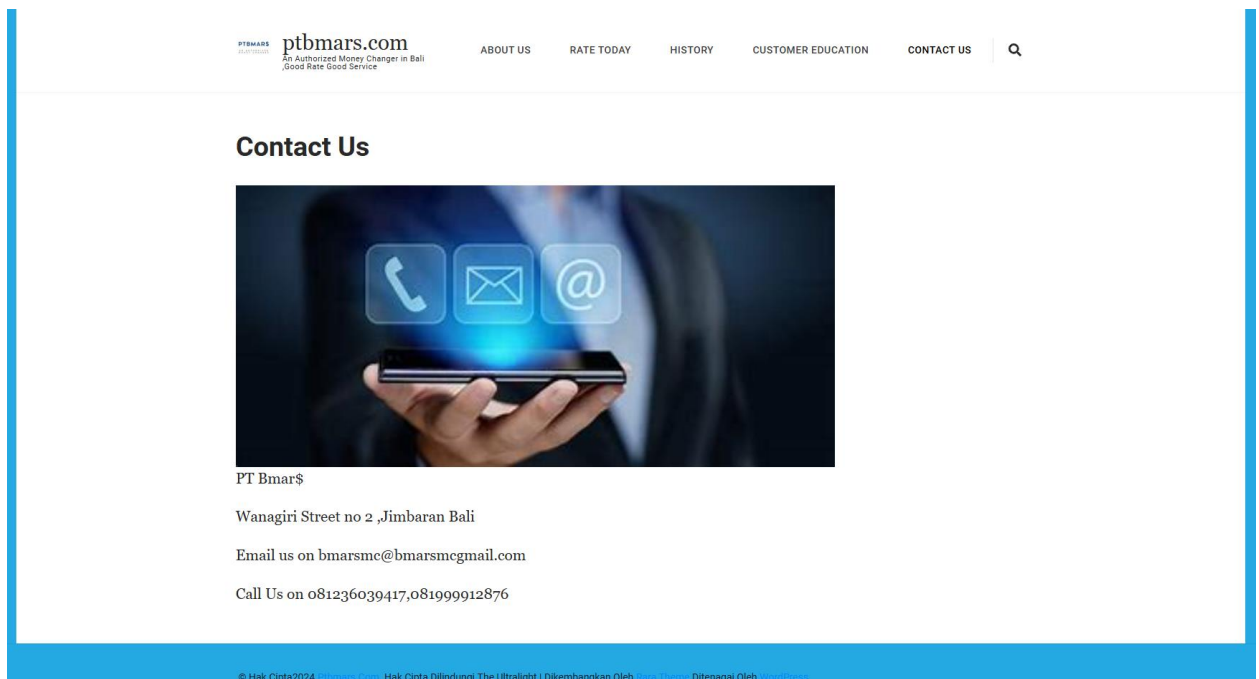 PTBMARS
ptbmars.com
An Authorized Money Changer in Bali
,Good Rate Good Service
ABOUT US
RATE TODAY
HISTORY
CUSTOMER EDUCATION
CONTACT US
Contact Us
@
PT Bmar$
Wanagiri Street no 2 ,Jimbaran Bali
Email us on bmarsmc@bmarsmcgmail.com
Call Us on 081236039417,081999912876
© Hak Cipta2024 Ptbmars.Com. Hak Cipta Dilindungi The Ultralight | Dikembangkan Oleh Rara Theme Ditenagai Oleh WordPress